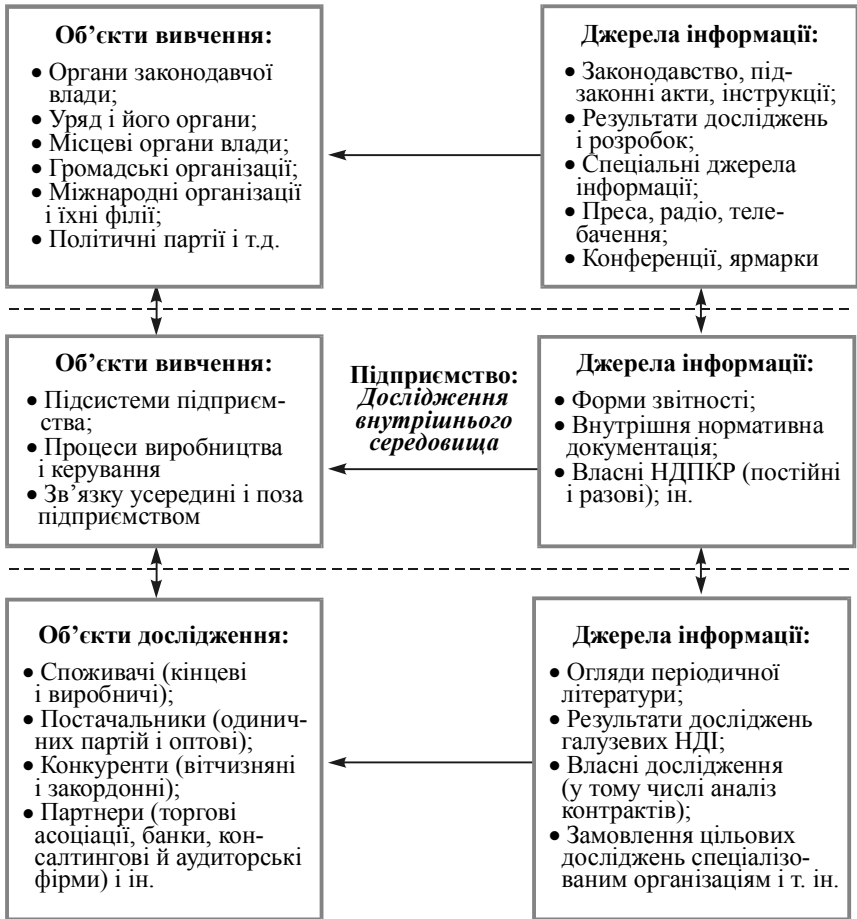 Об’єкти вивчення:
• Органи законодавчої
влади;
• Уряд і його органи;
• Місцеві органи влади;
• Громадські організації;
• Міжнародні організації
і їхні філії;
• Політичні партії і т.д.
Джерела інформації:
• Законодавство, під-
законні акти, інструкції;
• Результати досліджень
і розробок;
• Спеціальні джерела
інформації;
• Преса, радіо, теле-
бачення;
• Конференції, ярмарки
Об’єкти вивчення:
• Підсистеми підприєм-
ства;
• Процеси виробництва
і керування
• Зв’язку усередині і поза
підприємством
Підприємство:
Дослідження
внутрішнього
середовища
Джерела інформації:
• Форми звітності;
• Внутрішня нормативна
документація;
• Власні НДПКР (постійні
і разові); ін.
Об’єкти дослідження:
• Споживачі (кінцеві
і виробничі);
• Постачальники (одинич-
них партій і оптові);
• Конкуренти (вітчизняні
і закордонні);
• Партнери (торгові
асоціації, банки, кон-
салтингові й аудиторські
фірми) і ін.
Джерела інформації:
• Огляди періодичної
літератури;
• Результати досліджень
галузевих НДІ;
• Власні дослідження
(у тому числі аналіз
контрактів);
• Замовлення цільових
досліджень спеціалізо-
ваним організаціям і т. ін.